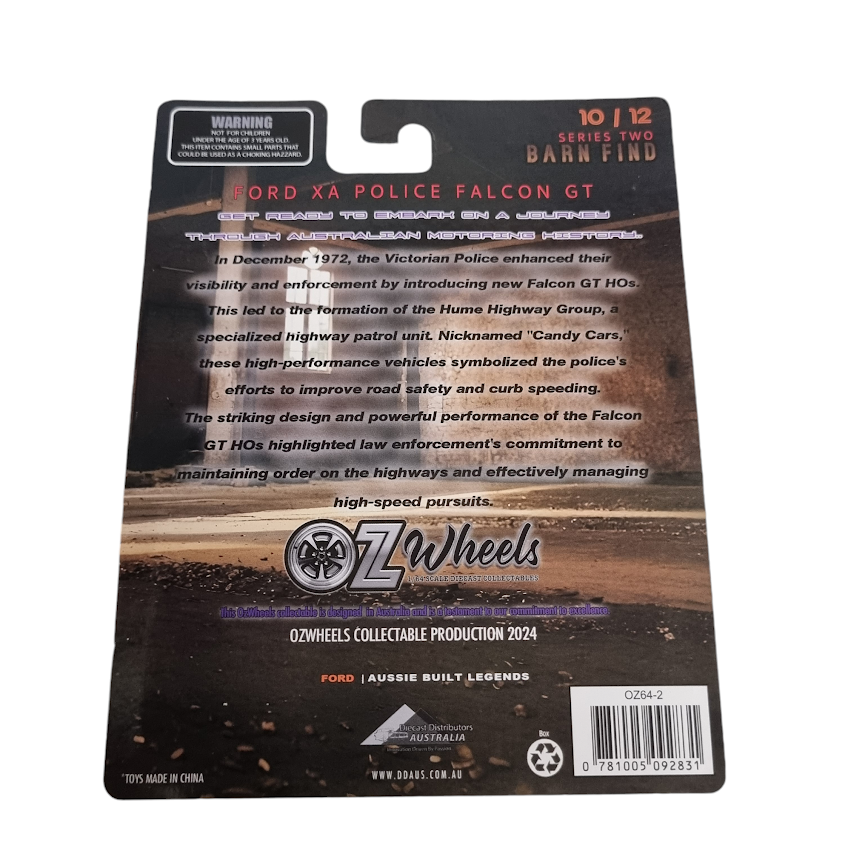 WARNING
NOT FOR CHILDREN
UNDER THE AGE OF 3 YEARS OLD.
THIS ITEM CONTAINS SMALL PARTS THAT
COULD BE USED AS A CHOKING HAZZARD.
10 / 12
SERIES TWO
BARN FIND
FORD XA POLICE FALCON GT
GET READY TO EMBARK ON A JOURNEY
THROUGH AUSTRALIAN MOTORING HISTORY..
In December 1972, the Victorian Police enhanced their
visibility and enforcement by introducing new Falcon GT HOs.
This led to the formation of the Hume Highway Group, a
specialized highway patrol unit. Nicknamed "Candy Cars,"
these high-performance vehicles symbolized the police's
efforts to improve road safety and curb speeding.
The striking design and powerful performance of the Falcon
GT HOs highlighted law enforcement's commitment to
maintaining order on the highways and effectively managing
high-speed pursuits.
OZ Wheels
1/64 SCALE DIECAST COLLECTABLES
This OzWheels collectable is designed in Australia and is a testament to our commitment to excellence
OZWHEELS COLLECTABLE PRODUCTION 2024
FORD | AUSSIE BUILT LEGENDS
Diecast Distributors
AUSTRALIA
WWW.DDAUS.COM.AU
*TOYS MADE IN CHINA
Box
OZ64-2
0 781005 092831